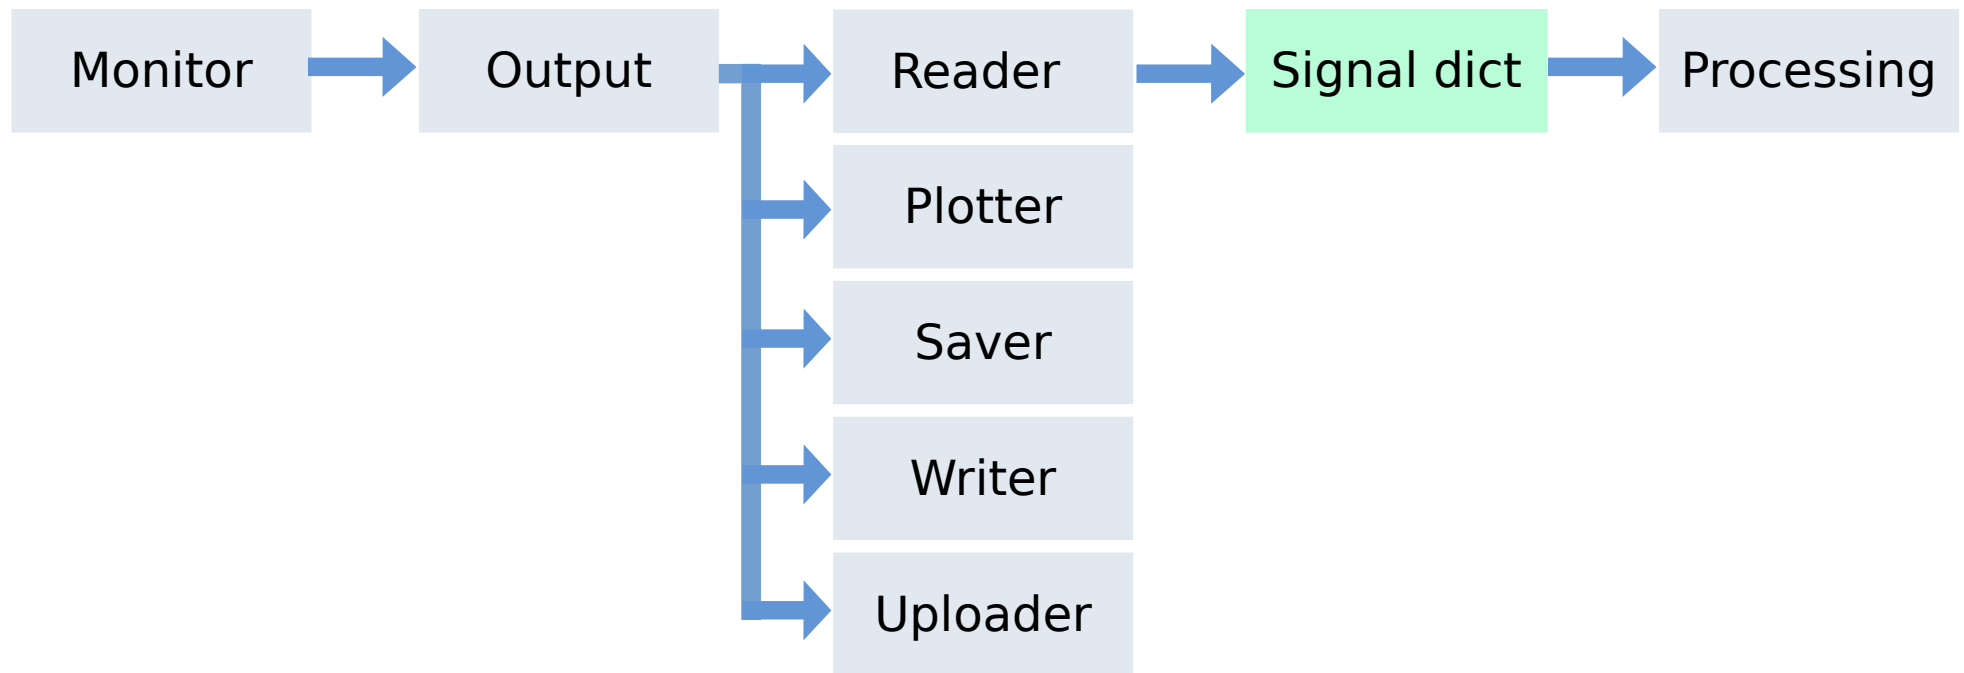 Monitor
Output
Reader
Signal dict
Processing
Plotter
Saver
Writer
Uploader